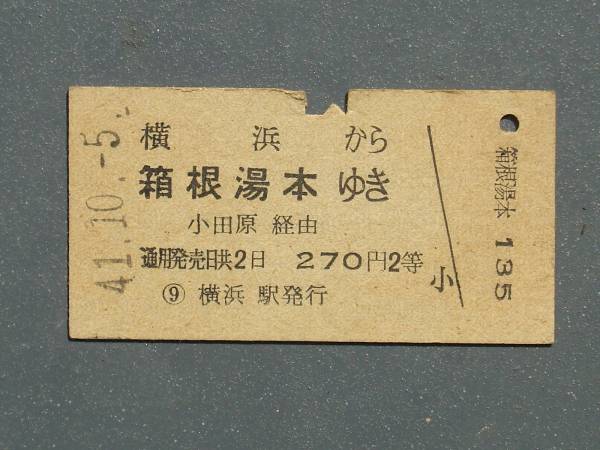 41.10.-5
横浜から
箱根湯本ゆき
小田原 経由
通用発売日共2日 270円2等
⑨ 横浜 駅発行
小
箱根湯本
135